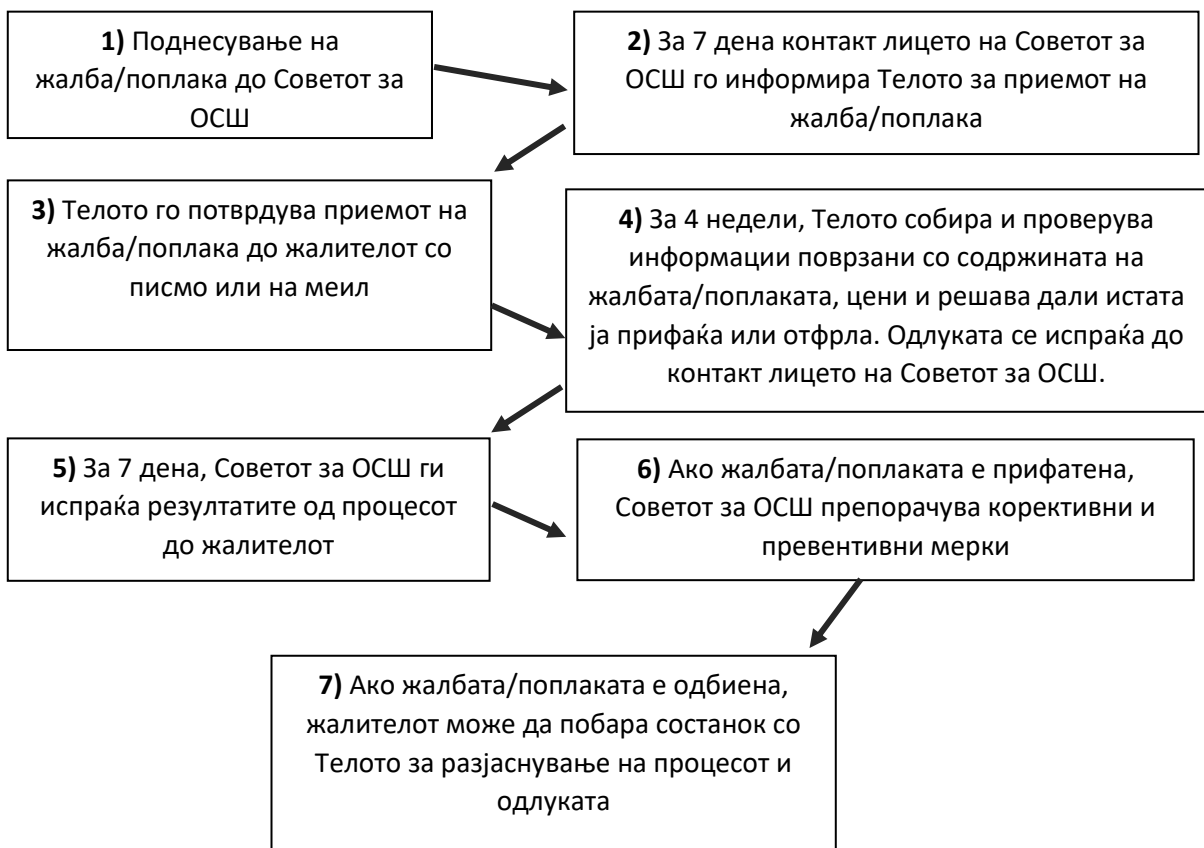 1) Поднесување на
жалба/поплака до Советот за
ОСШ
2) За 7 дена контакт лицето на Советот за
ОСШ го информира Телото за приемот на
жалба/поплака
3) Телото го потврдува приемот на
жалба/поплака до жалителот со
писмо или на меил
4) За 4 недели, Телото собира и проверува
информации поврзани со содржината на
жалбата/поплаката, цени и решава дали истата
ја прифаќа или отфрла. Одлуката се испраќа до
контакт лицето на Советот за ОСШ.
5) За 7 дена, Советот за ОСШ ги
испраќа резултатите од процесот
до жалителот
6) Ако жалбата/поплаката е прифатена,
Советот за ОСШ препорачува корективни и
превентивни мерки
7) Ако жалбата/поплаката е одбиена,
жалителот може да побара состанок со
Телото за разјаснување на процесот и
одлуката